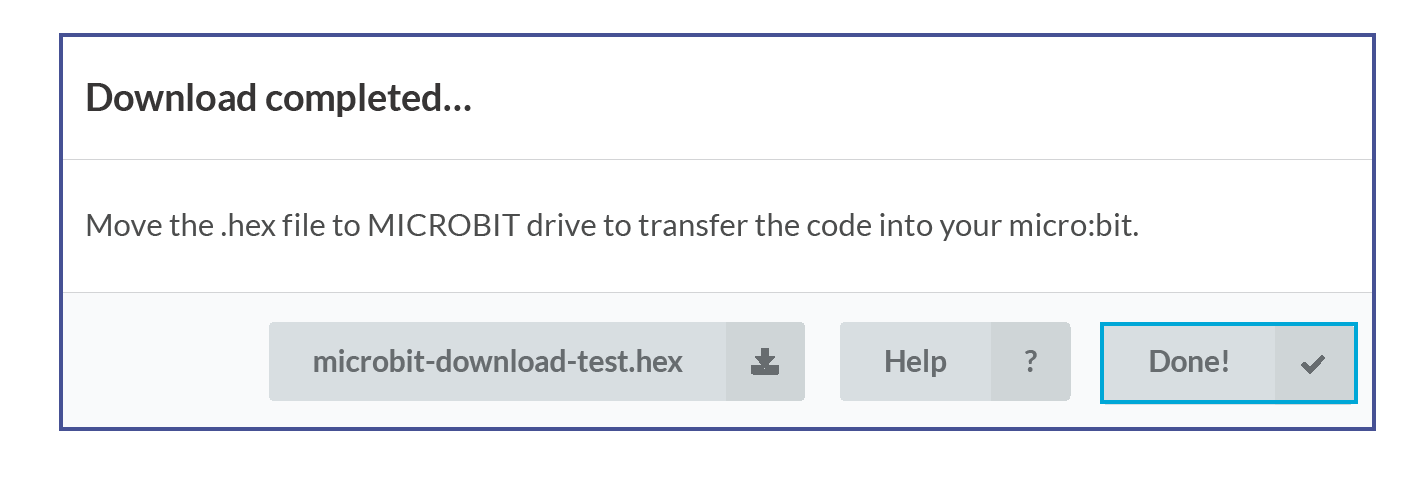 Download completed...
Move the .hex file to MICROBIT drive to transfer the code into your micro:bit.
microbit-download-test.hex
Help ?
Done!